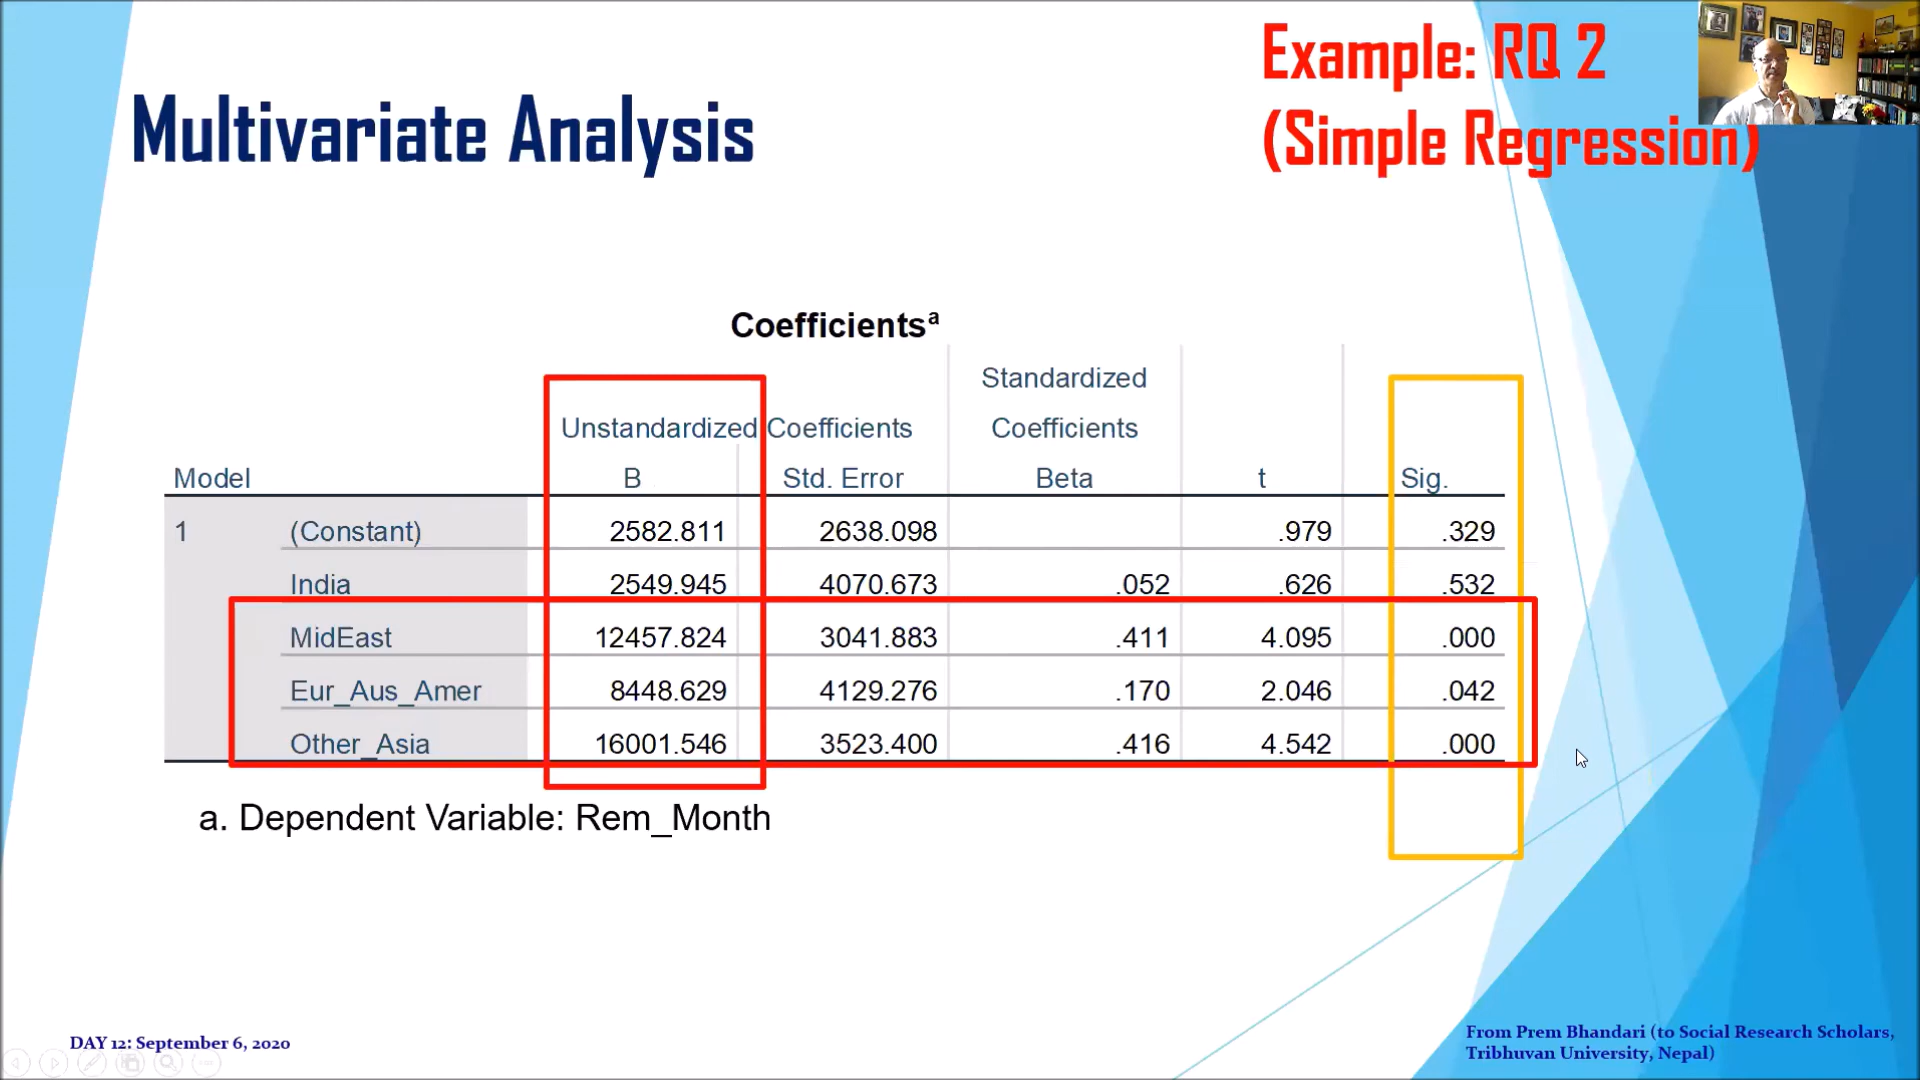 Example: RQ 2
(Simple Regression)
Multivariate Analysis
Coefficientsᵃ
Standardized
Unstandardized Coefficients Coefficients
Model B Std. Error Beta t Sig.
1 (Constant) 2582.811 2638.098 .979 .329
India 2549.945 4070.673 .052 .626 .532
MidEast 12457.824 3041.883 .411 4.095 .000
Eur_Aus_Amer 8448.629 4129.276 .170 2.046 .042
Other_Asia 16001.546 3523.400 .416 4.542 .000
a. Dependent Variable: Rem_Month
DAY 12: September 6, 2020
From Prem Bhandari (to Social Research Scholars,
Tribhuvan University, Nepal)